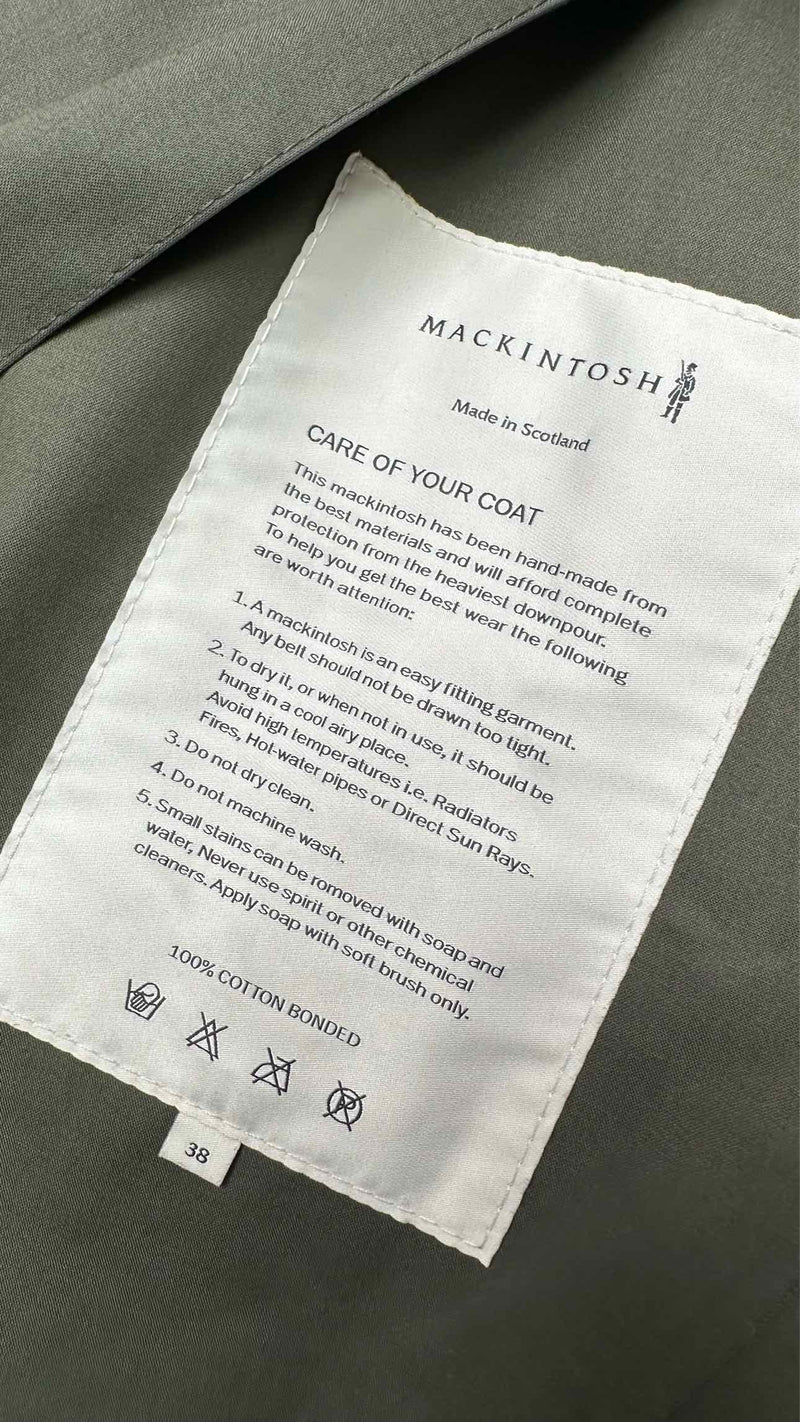 MACKINTOSH
Made in Scotland
CARE OF YOUR COAT
This mackintosh has been hand-made from
the best materials and will afford complete
protection from the heaviest downpour.
To help you get the best wear the following
are worth attention:
1. A mackintosh is an easy fitting garment.
Any belt should not be drawn too tight.
2. To dry it, or when not in use, it should be
hung in a cool airy place.
Avoid high temperatures i.e. Radiators
Fires, Hot-water pipes or Direct Sun Rays.
3. Do not dry clean.
4. Do not machine wash.
5. Small stains can be romoved with soap and
water, Never use spirit or other chemical
cleaners. Apply soap with soft brush only.
100% COTTON BONDED
P
38